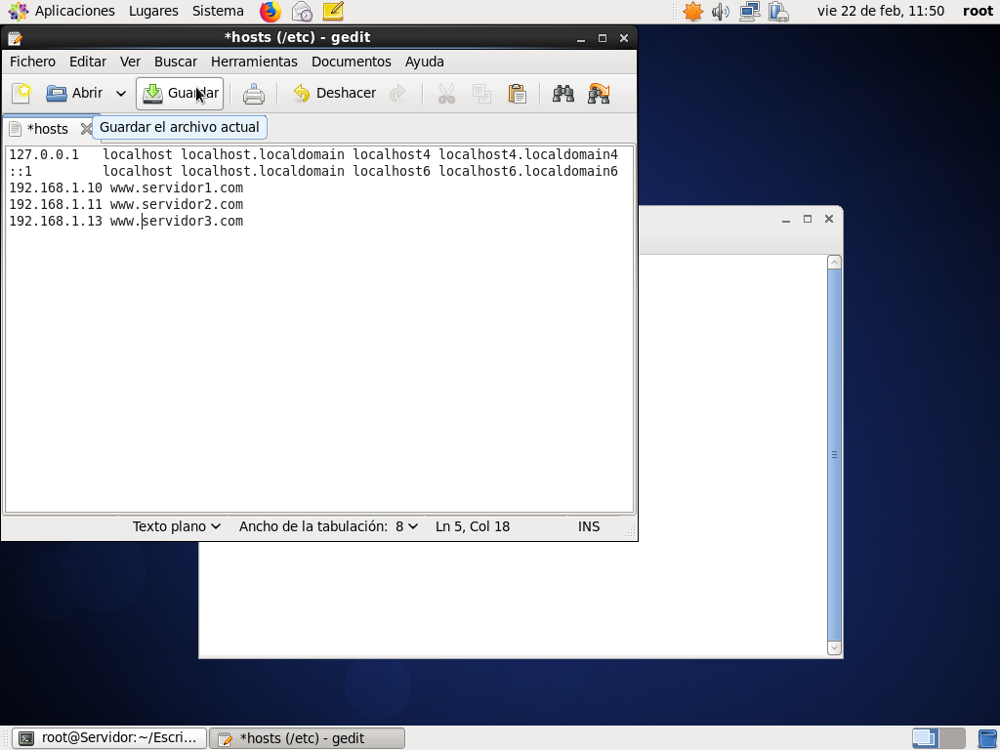 Aplicaciones Lugares Sistema vie 22 de feb, 11:50 root
*hosts (/etc) - gedit
Fichero Editar Ver Buscar Herramientas Documentos Ayuda
Abrir Guardar Deshacer
*hosts
Guardar el archivo actual
127.0.0.1   localhost localhost.localdomain localhost4 localhost4.localdomain4
::1         localhost localhost.localdomain localhost6 localhost6.localdomain6
192.168.1.10 www.servidor1.com
192.168.1.11 www.servidor2.com
192.168.1.13 www.servidor3.com
Texto plano Ancho de la tabulación: 8 Ln 5, Col 18 INS
root@Servidor:~/Escri... *hosts (/etc) - gedit